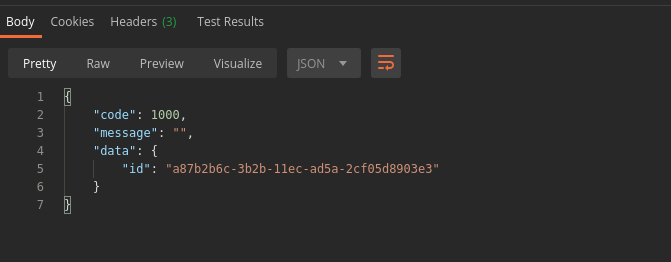 Body Cookies Headers (3) Test Results
Pretty Raw Preview Visualize JSON
1 {
2 "code": 1000,
3 "message": "",
4 "data": {
5 "id": "a87b2b6c-3b2b-11ec-ad5a-2cf05d8903e3"
6 }
7 }